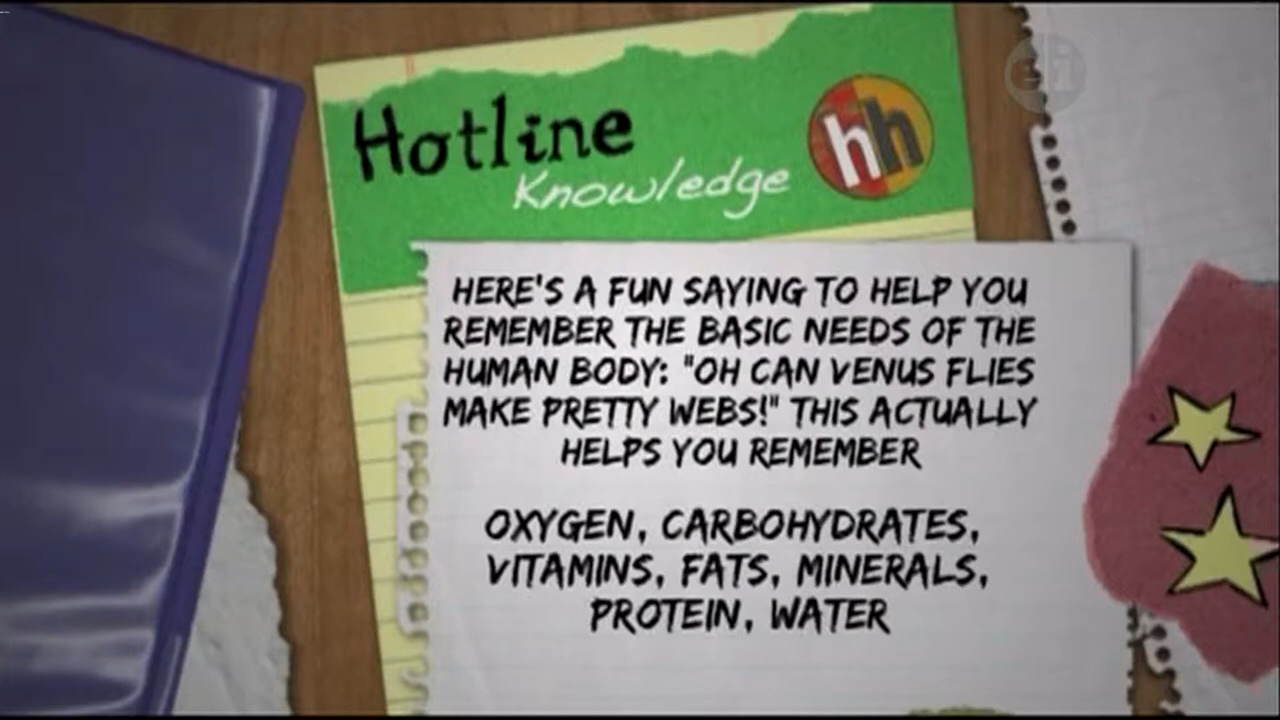 Hotline
Knowledge
hh
HERE'S A FUN SAYING TO HELP YOU
REMEMBER THE BASIC NEEDS OF THE
HUMAN BODY: "OH CAN VENUS FLIES
MAKE PRETTY WEBS!" THIS ACTUALLY
HELPS YOU REMEMBER
OXYGEN, CARBOHYDRATES,
VITAMINS, FATS, MINERALS,
PROTEIN, WATER